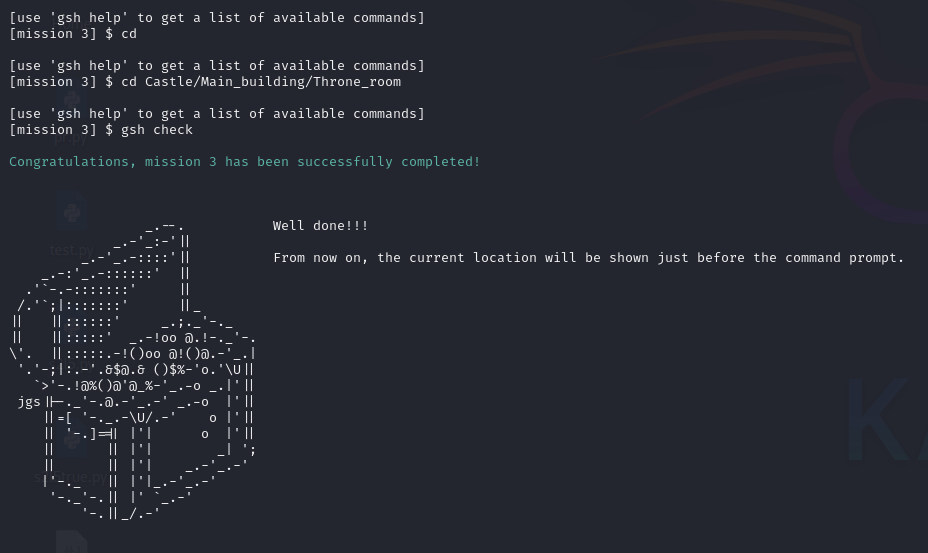 [use 'gsh help' to get a list of available commands]
[mission 3] $ cd
[use 'gsh help' to get a list of available commands]
[mission 3] $ cd Castle/Main_building/Throne_room
[use 'gsh help' to get a list of available commands]
[mission 3] $ gsh check
Congratulations, mission 3 has been successfully completed!
Well done!!!
test.py
From now on, the current location will be shown just before the command prompt.
jgs